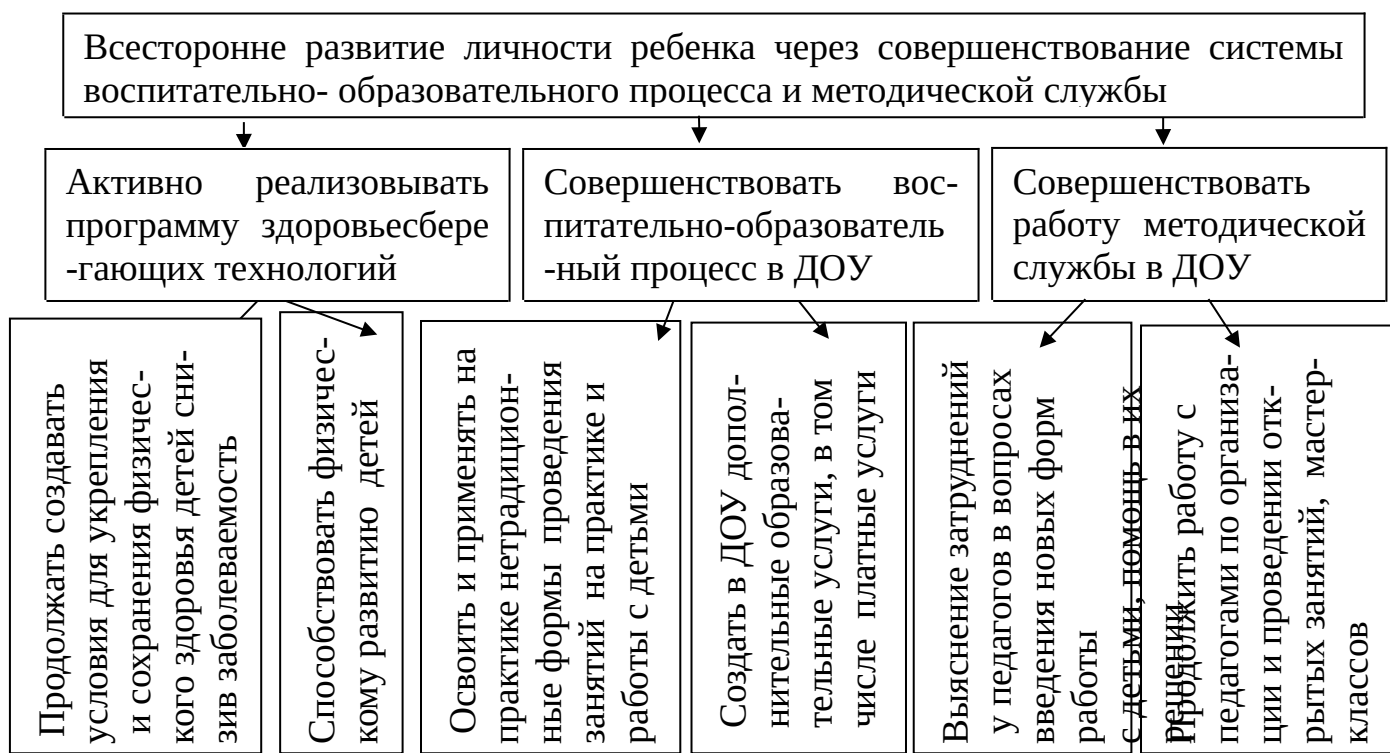 Всесторонне развитие личности ребенка через совершенствование системы
воспитательно- образовательного процесса и методической службы
Активно реализовывать
программу здоровьесбере
-гающих технологий
Совершенствовать вос-
питательно-образователь
-ный процесс в ДОУ
Совершенствовать
работу методической
службы в ДОУ
Продолжать создавать
условия для укрепления
и сохранения физичес-
кого здоровья детей сни-
зив заболеваемость
Способствовать физичес-
кому развитию детей
Освоить и применять на
практике нетрадицион-
ные формы проведения
занятий на практике и
работы с детьми
Создать в ДОУ допол-
нительные образова-
тельные услуги, в том
числе платные услуги
Выяснение затруднений
у педагогов в вопросах
введения новых форм
работы
с детьми, помощь в их
решении
Продолжить работу с
педагогами по организа-
ции и проведении отк-
рытых занятий, мастер-
классов